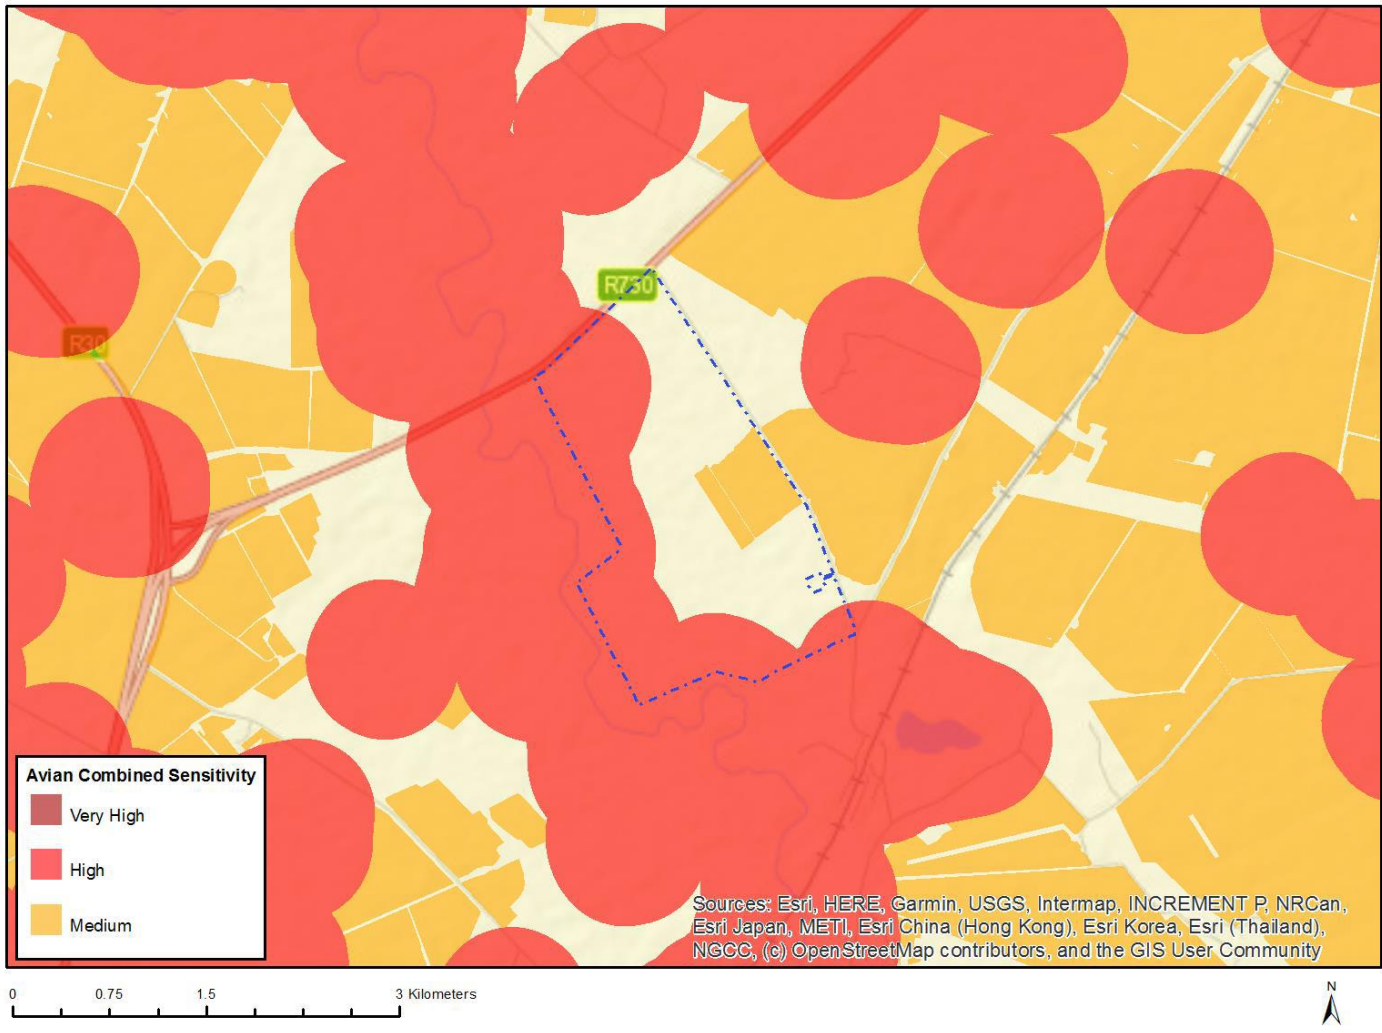 R730
R30
Avian Combined Sensitivity
Very High
High
Medium
Sources: Esri, HERE, Garmin, USGS, Intermap, INCREMENT P, NRCan,
Esri Japan, METI, Esri China (Hong Kong), Esri Korea, Esri (Thailand),
NGCC, (c) OpenStreetMap contributors, and the GIS User Community
0 0.75 1.5 3 Kilometers
N